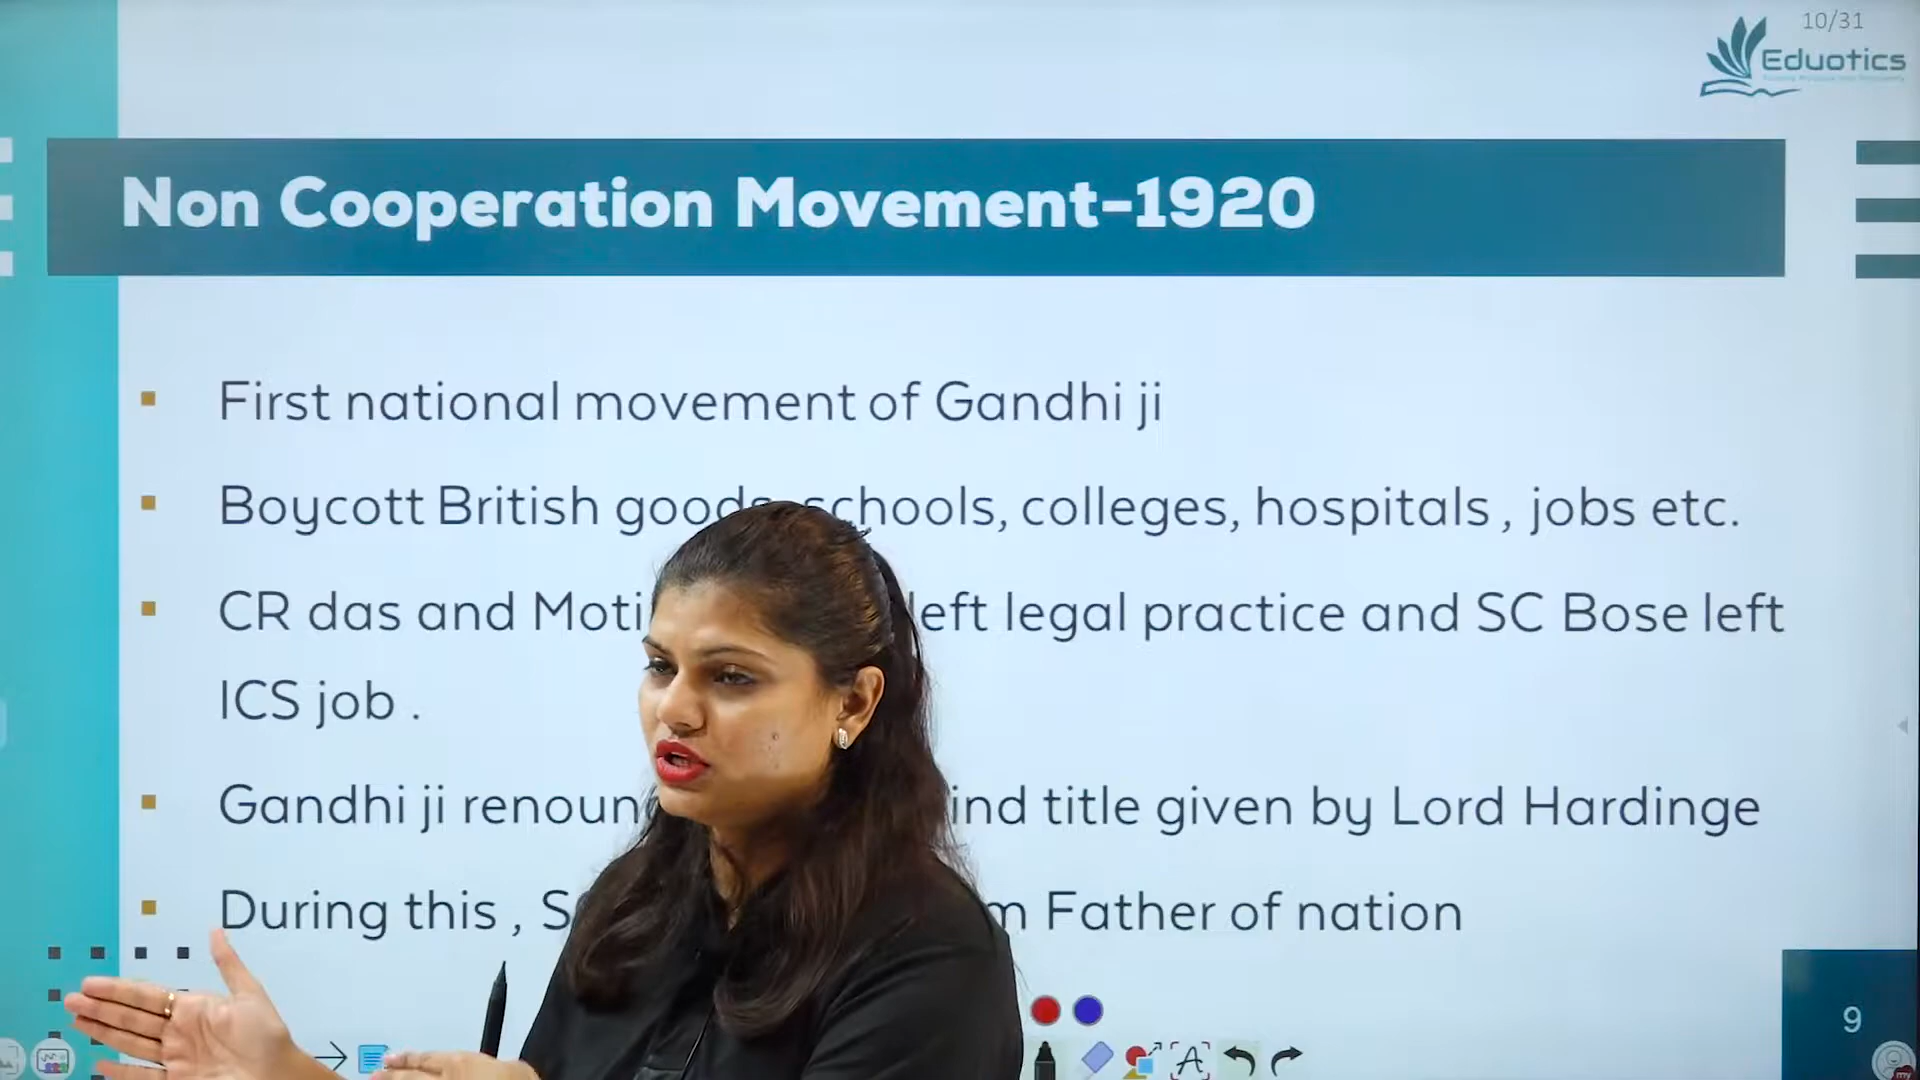 10/31
Eduotics
Non Cooperation Movement-1920
First national movement of Gandhi ji
Boycott British goods, schools, colleges, hospitals, jobs etc.
CR das and Moti left legal practice and SC Bose left
ICS job .
Gandhi ji title given by Lord Hardinge
During this , Father of nation
9